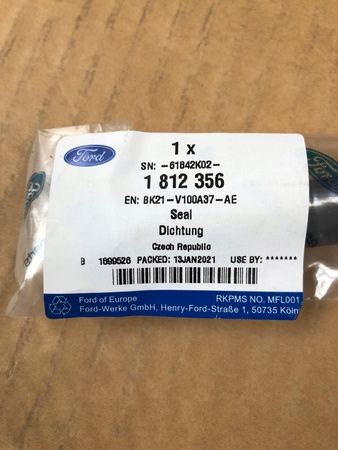 Ford
1 x
SN: -61842K02-
1 812 356
EN: BK21-V100A37-AE
Seal
Dichtung
Czech Republic
B 1899526 PACKED: 13JAN2021 USE BY: *******
Ford of Europe
RKPMS NO. MFL001
Ford-Werke GmbH, Henry-Ford-Straße 1, 50735 Köln